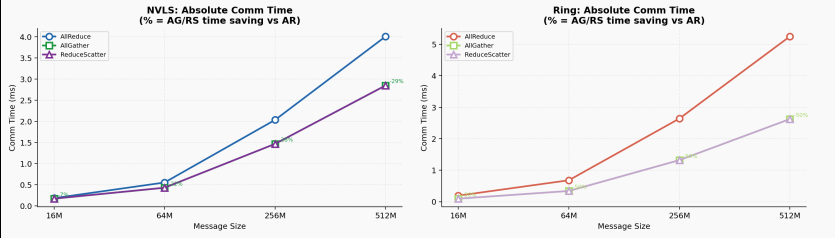 NVLS: Absolute Comm Time
(% = AG/RS time saving vs AR)
AllReduce
AllGather
ReduceScatter
Comm Time (ms)
4.0
3.5
3.0
2.5
2.0
1.5
1.0
0.5
0.0
7%
29%
16M
64M
256M
512M
Message Size
Ring: Absolute Comm Time
(% = AG/RS time saving vs AR)
AllReduce
AllGather
ReduceScatter
Comm Time (ms)
5
4
3
2
1
0
50%
16M
64M
256M
512M
Message Size